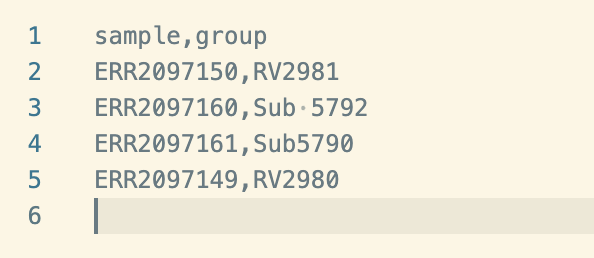 1 sample,group
2 ERR2097150,RV2981
3 ERR2097160,Sub·5792
4 ERR2097161,Sub5790
5 ERR2097149,RV2980
6